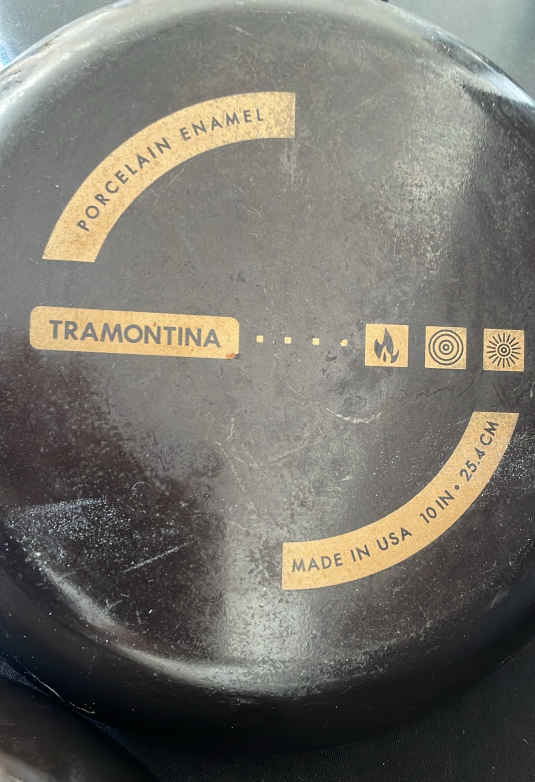 PORCELAIN ENAMEL
TRAMONTINA
MADE IN USA 10 IN • 25.4 CM